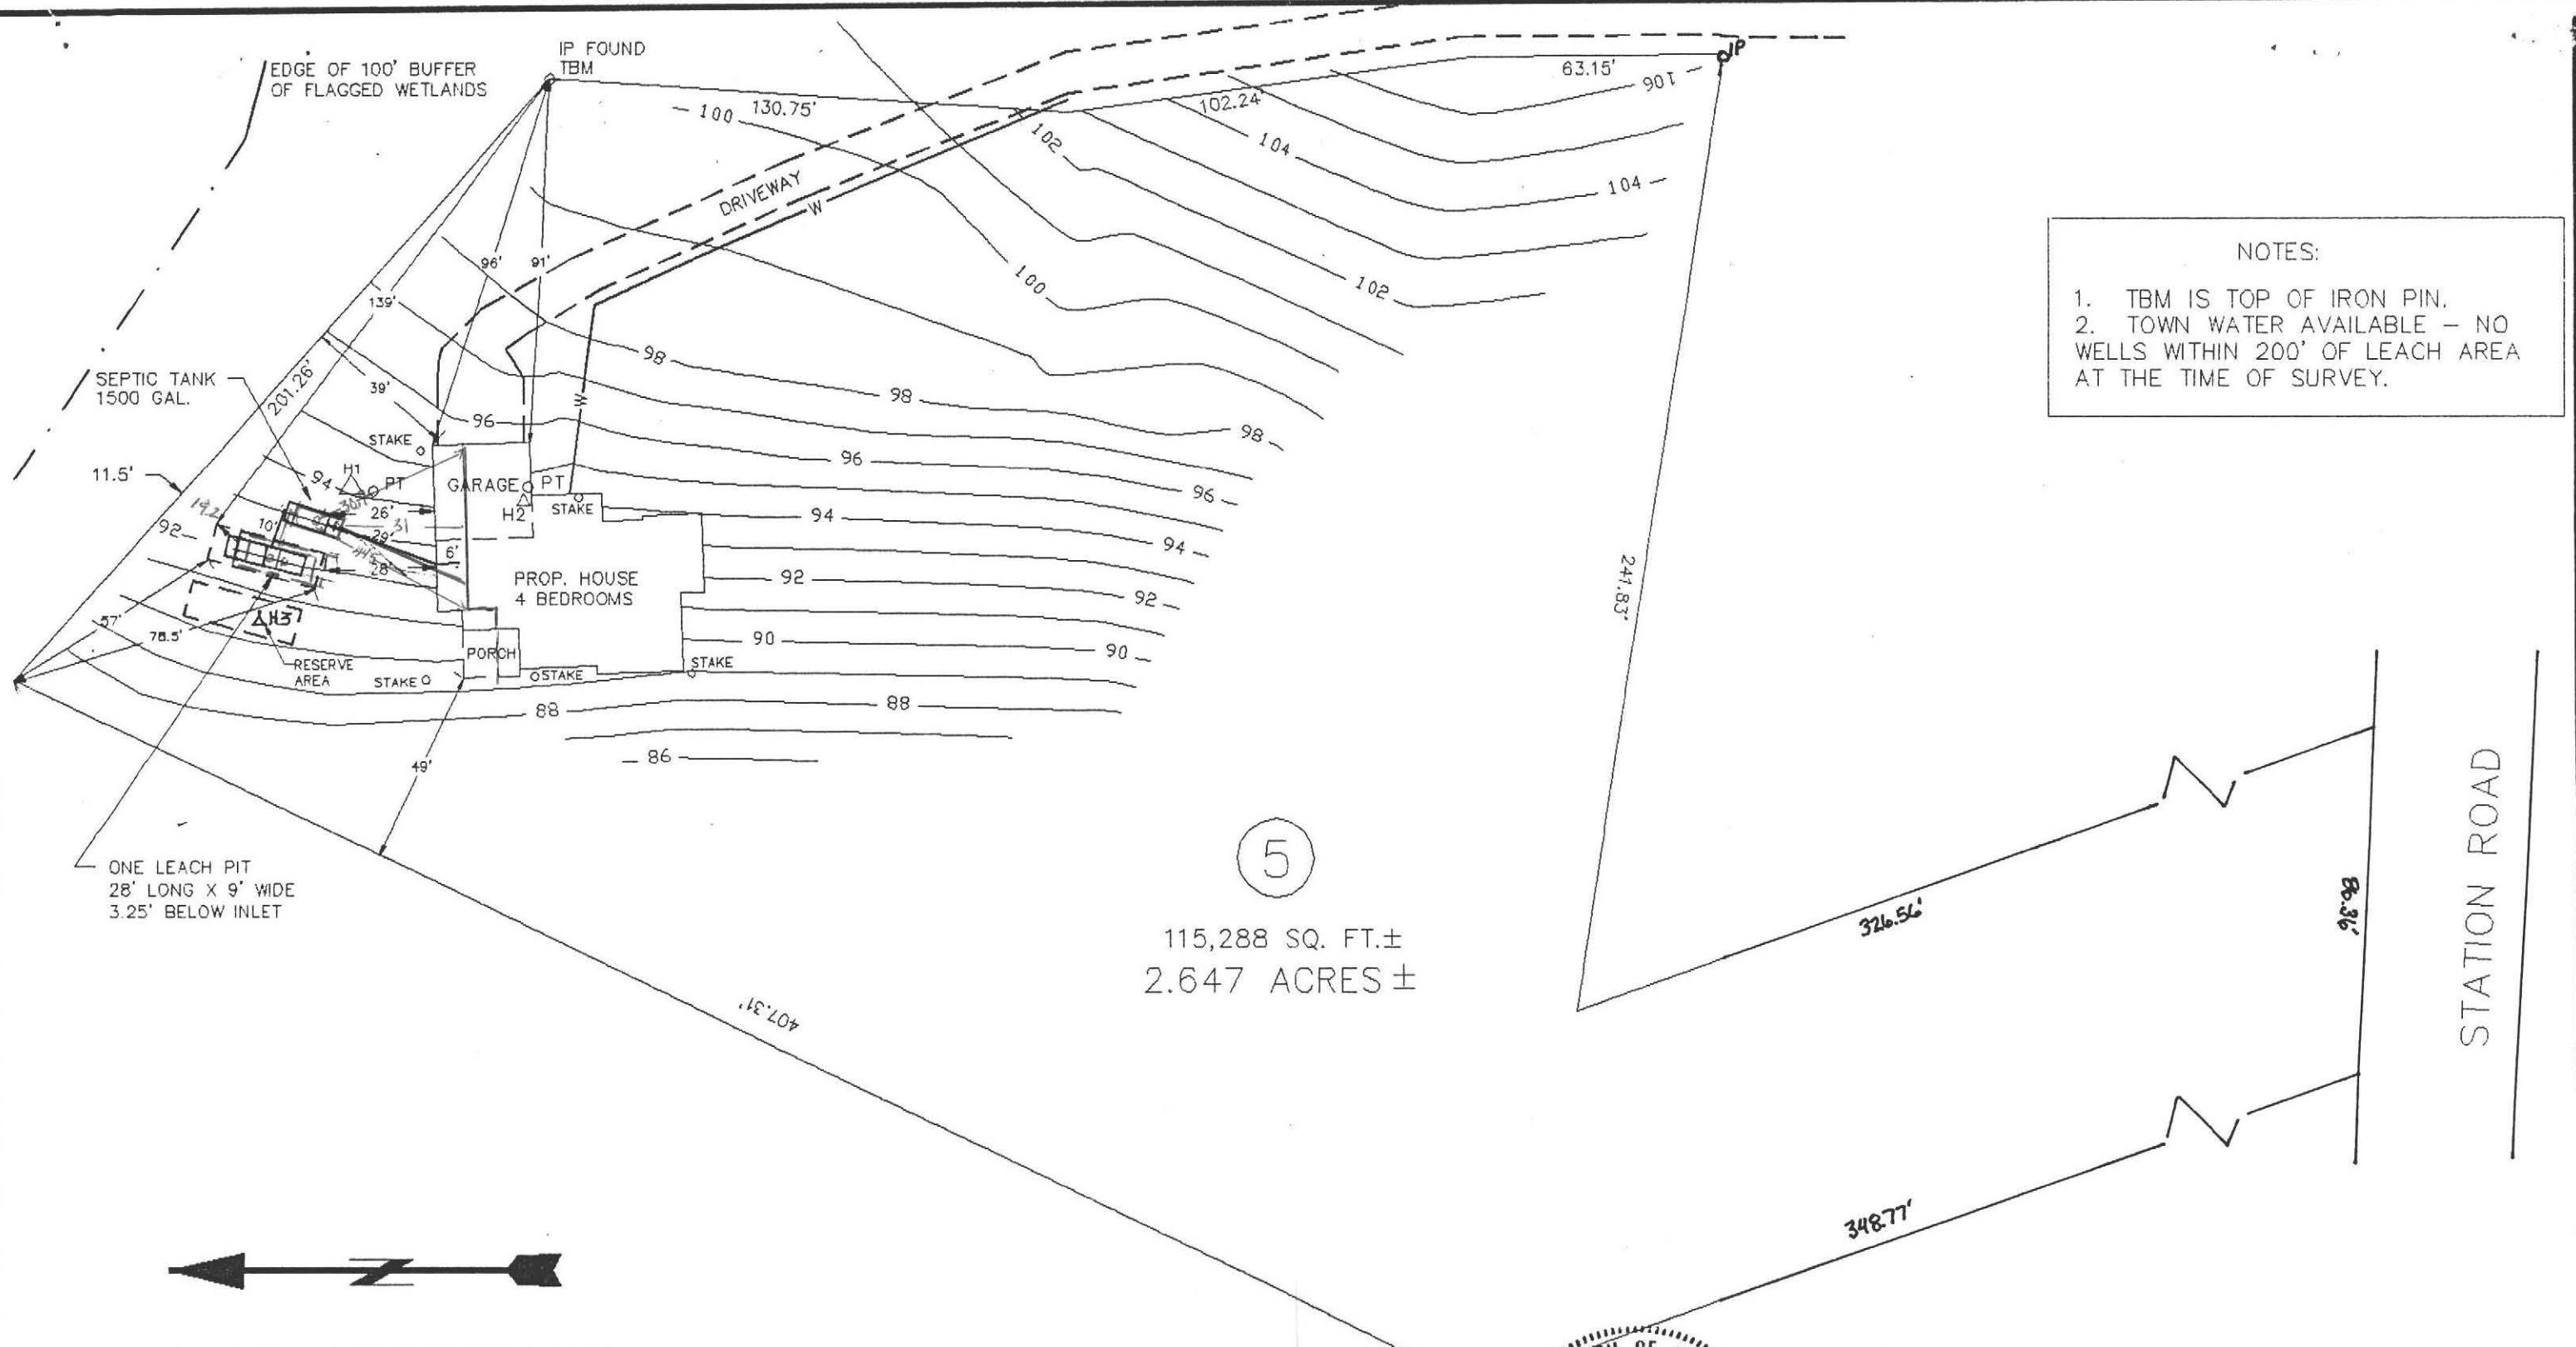 IP FOUND
TBM
EDGE OF 100' BUFFER
OF FLAGGED WETLANDS
IP
63.15'
106
130.75'
100
102.24'
102
104
104
DRIVEWAY
W
96'
91'
139'
100
102
NOTES:
1. TBM IS TOP OF IRON PIN.
2. TOWN WATER AVAILABLE – NO
WELLS WITHIN 200' OF LEACH AREA
AT THE TIME OF SURVEY.
98
98
98
SEPTIC TANK
1500 GAL.
201.26'
39'
W
96
96
96
STAKE
11.5'
H1
94
PT
GARAGE
PT
H2
STAKE
94
94
26'
31
10'
92
29'
6'
28'
PROP. HOUSE
4 BEDROOMS
92
92
57'
78.5'
H3
90
90
RESERVE
AREA
PORCH
STAKE
STAKE
STAKE
88
88
86
49'
241.83'
ONE LEACH PIT
28' LONG X 9' WIDE
3.25' BELOW INLET
5
115,288 SQ. FT.±
2.647 ACRES ±
407.31'
326.56'
86.36'
STATION ROAD
348.77'